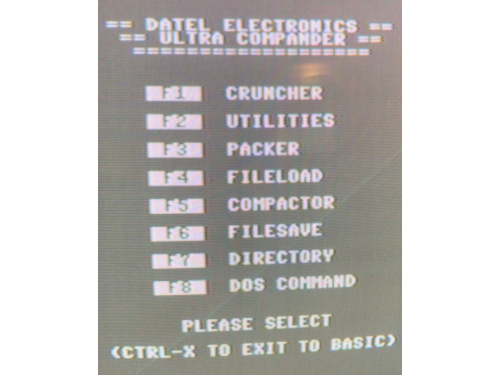 == DATEL ELECTRONICS ==
== ULTRA COMPANDER ==
====================
F1 CRUNCHER
F2 UTILITIES
F3 PACKER
F4 FILELOAD
F5 COMPACTOR
F6 FILESAVE
F7 DIRECTORY
F8 DOS COMMAND
PLEASE SELECT
(CTRL-X TO EXIT TO BASIC)